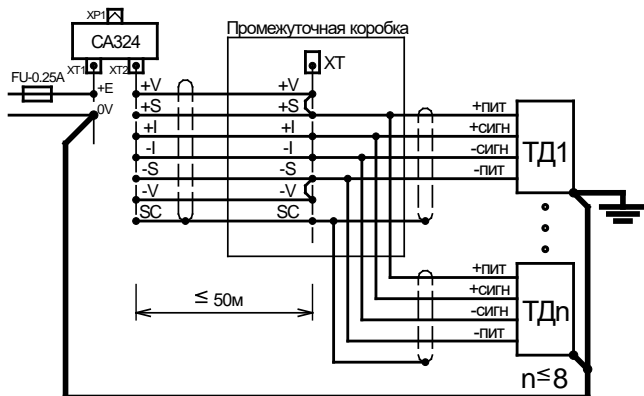 XP1
CA324
Промежуточная коробка
XT1
XT2
XT
FU-0.25A
+E
0V
+V
+V
+S
+S
+I
+I
-I
-I
-S
-S
-V
-V
SC
SC
+пит
+сигн
-сигн
-пит
ТД1
≤ 50м
+пит
+сигн
-сигн
-пит
ТДn
n≤8